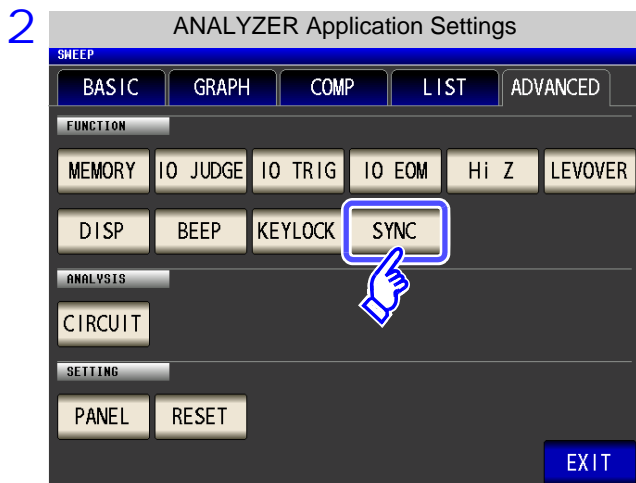 2
ANALYZER Application Settings
SWEEP
BASIC GRAPH COMP LIST ADVANCED
FUNCTION
MEMORY IO JUDGE IO TRIG IO EOM Hi Z LEVOVER
DISP BEEP KEYLOCK SYNC
ANALYSIS
CIRCUIT
SETTING
PANEL RESET
EXIT